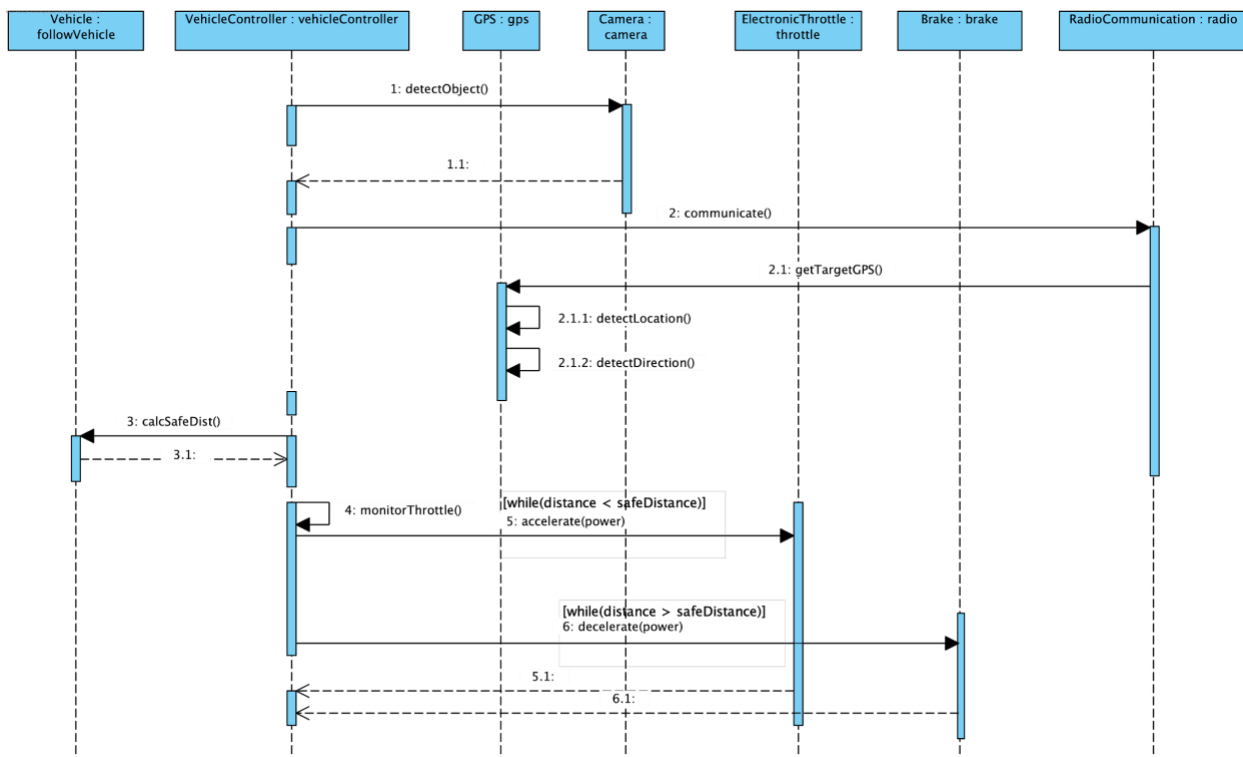 Vehicle :
followVehicle
VehicleController : vehicleController
GPS : gps
Camera :
camera
ElectronicThrottle :
throttle
Brake : brake
RadioCommunication : radio
1: detectObject()
1.1:
2: communicate()
2.1: getTargetGPS()
2.1.1: detectLocation()
2.1.2: detectDirection()
3: calcSafeDist()
3.1:
[while(distance < safeDistance)]
4: monitorThrottle()
5: accelerate(power)
[while(distance > safeDistance)]
6: decelerate(power)
5.1:
6.1: